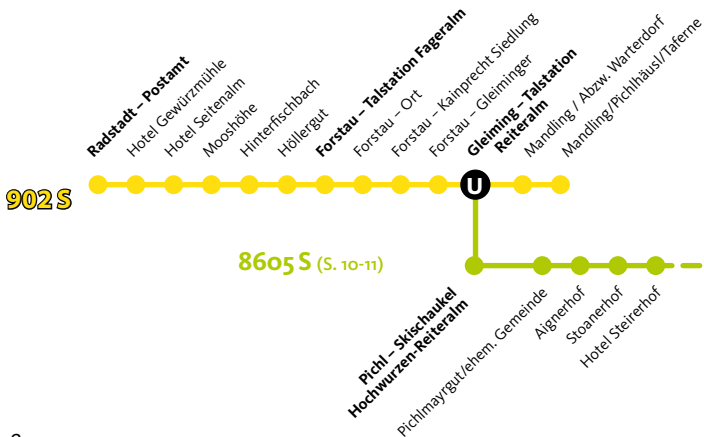 Radstadt – Postamt
Hotel Gewürzmühle
Hotel Seitenalm
Mooshöhe
Hinterfischbach
Höllergut
Forstau – Talstation Fageralm
Forstau – Ort
Forstau – Kainprecht Siedlung
Forstau – Gleiminger
Gleiming – Talstation
Reiteralm
Mandling / Abzw. Warterdorf
Mandling/Pichlhäusl/Taferne
902 S
U
8605 S (S. 10-11)
Pichl – Skischaukel
Hochwurzen-Reiteralm
Pichlmayrgut/ehem. Gemeinde
Aignerhof
Stoanerhof
Hotel Steirerhof